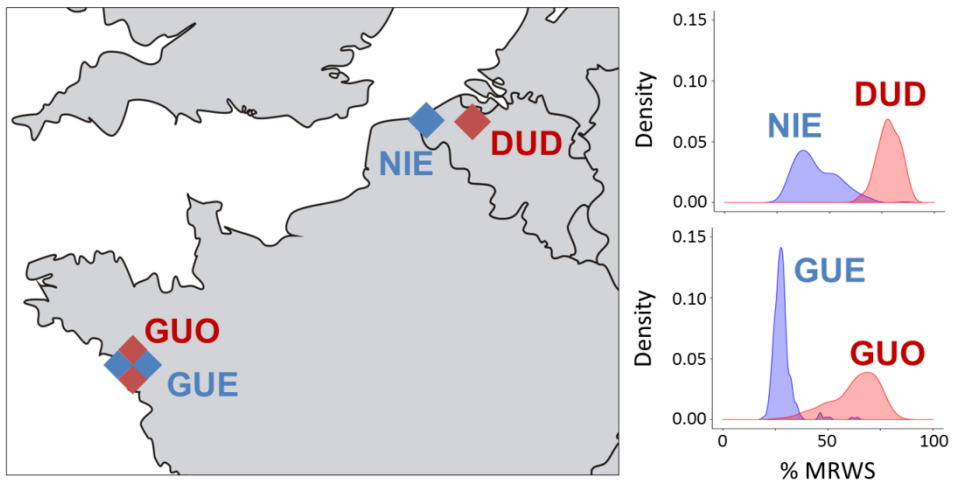 NIE
DUD
GUO
GUE
0.15
0.10
0.05
0.00
Density
NIE
DUD
0.15
0.10
0.05
0.00
Density
GUE
GUO
0
50
100
% MRWS